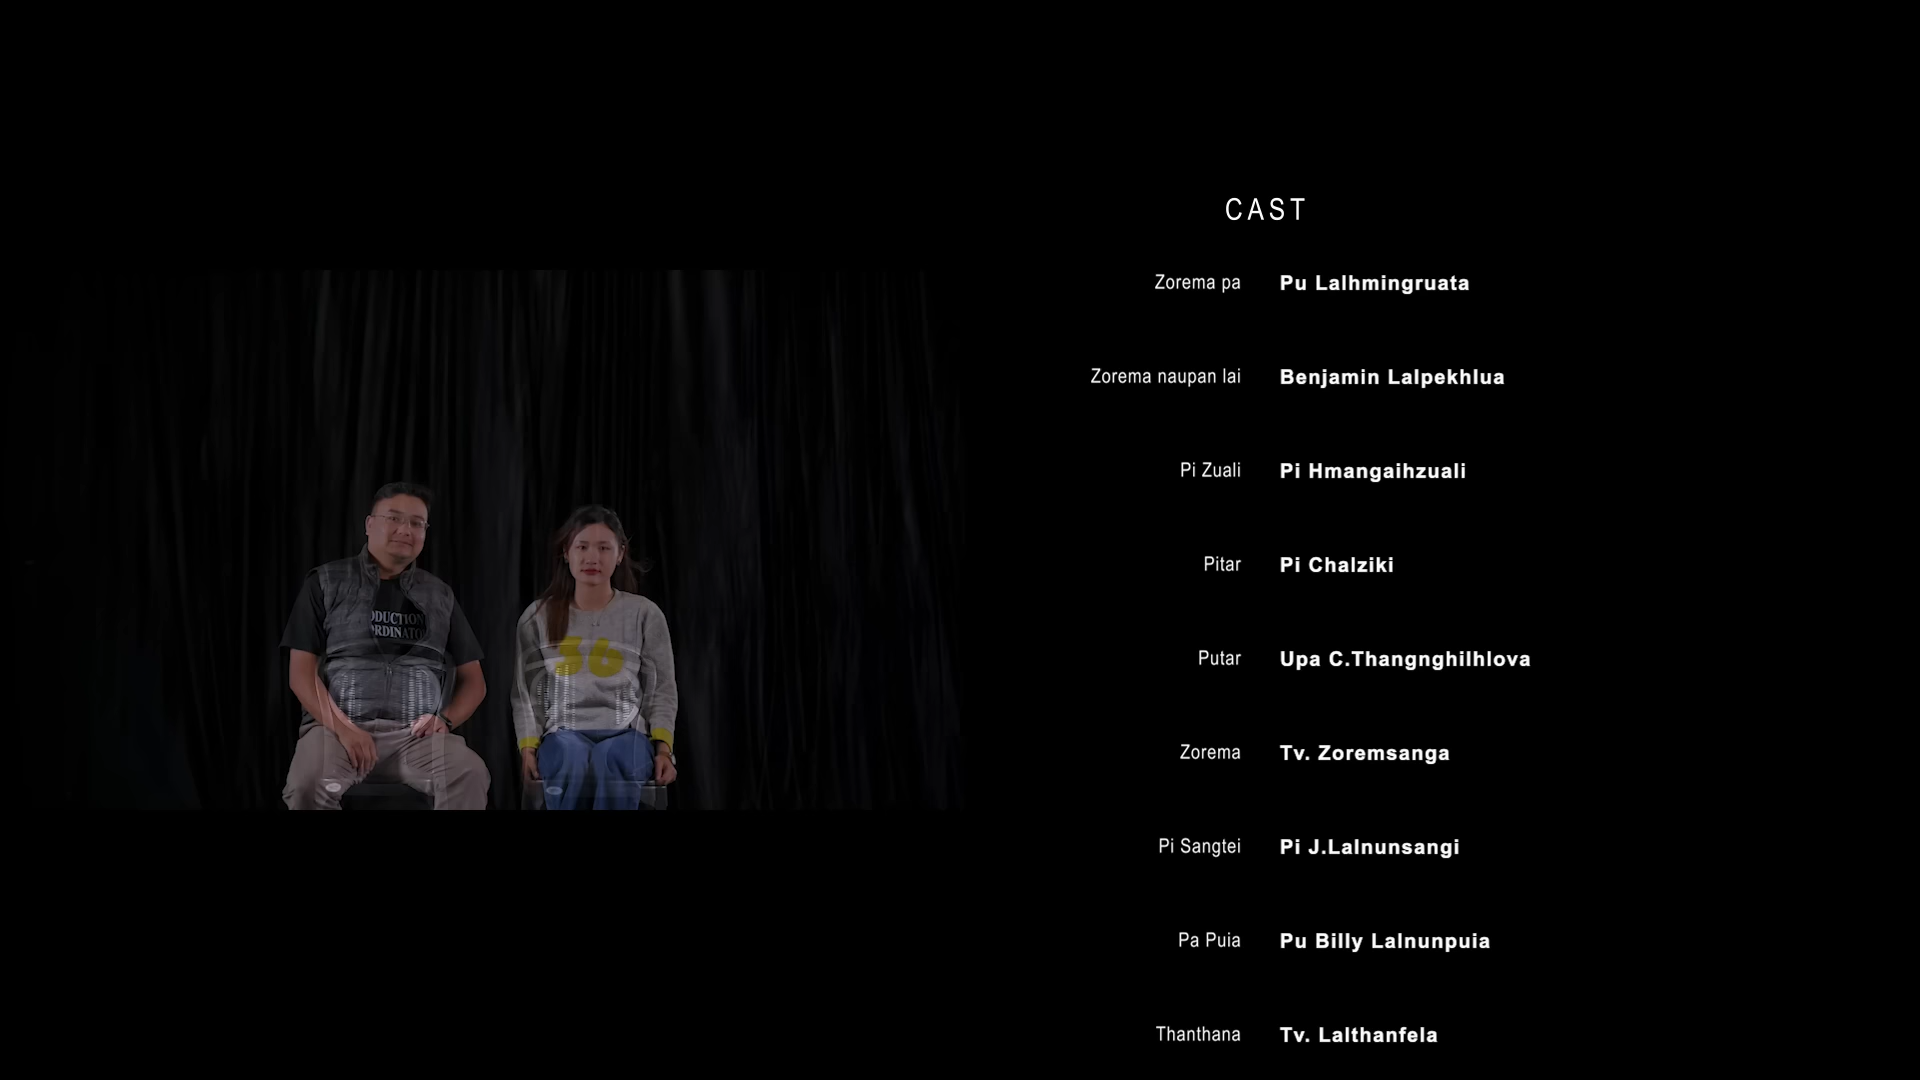 CAST
Zorema pa Pu Lalhmingruata
Zorema naupan lai Benjamin Lalpekhlua
Pi Zuali Pi Hmangaihzuali
Pitar Pi Chalziki
Putar Upa C.Thangnghilhlova
Zorema Tv. Zoremsanga
Pi Sangtei Pi J.Lalnunsangi
Pa Puia Pu Billy Lalnunpuia
Thanthana Tv. Lalthanfela
36